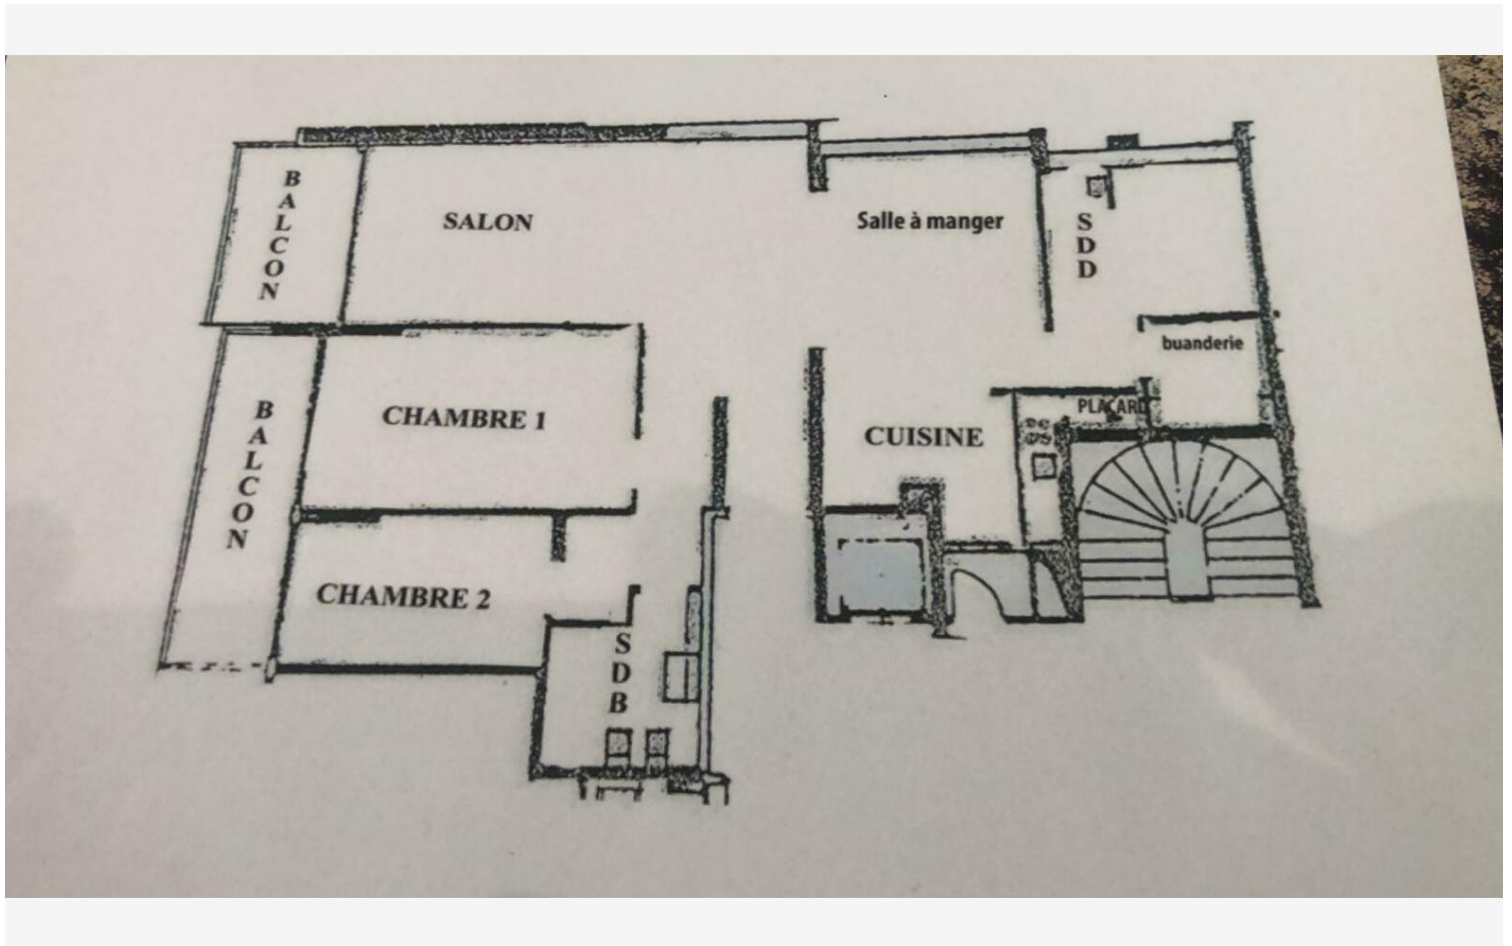 BALCON
SALON
Salle à manger
SDD
buanderie
BALCON
CHAMBRE 1
PLACARD
CUISINE
CHAMBRE 2
SDB